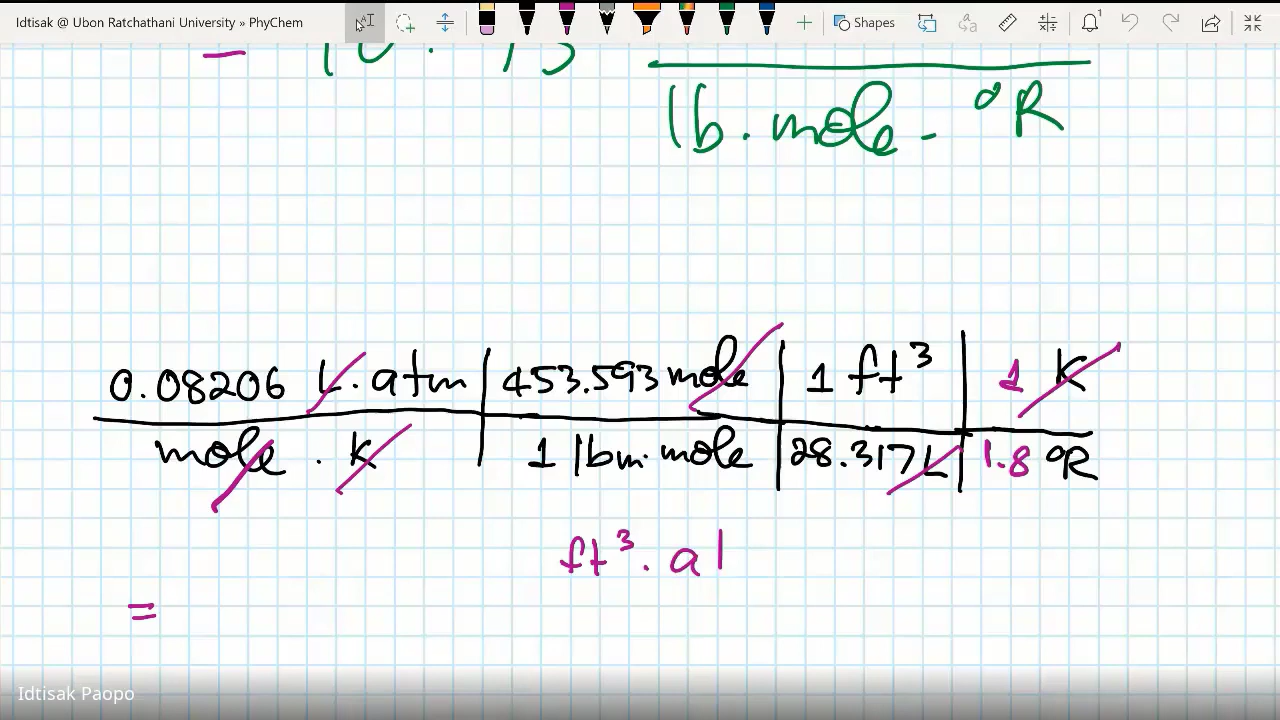 Idtisak @ Ubon Ratchathani University » PhyChem
Shapes
1
lb. mole - °R
0.08206 L. atm | 453.593 mole | 1 ft³ | 1 K
mole . K | 1 lbm. mole | 28.317 L | 1.8 °R
ft³. a
=
Idtisak Paopo